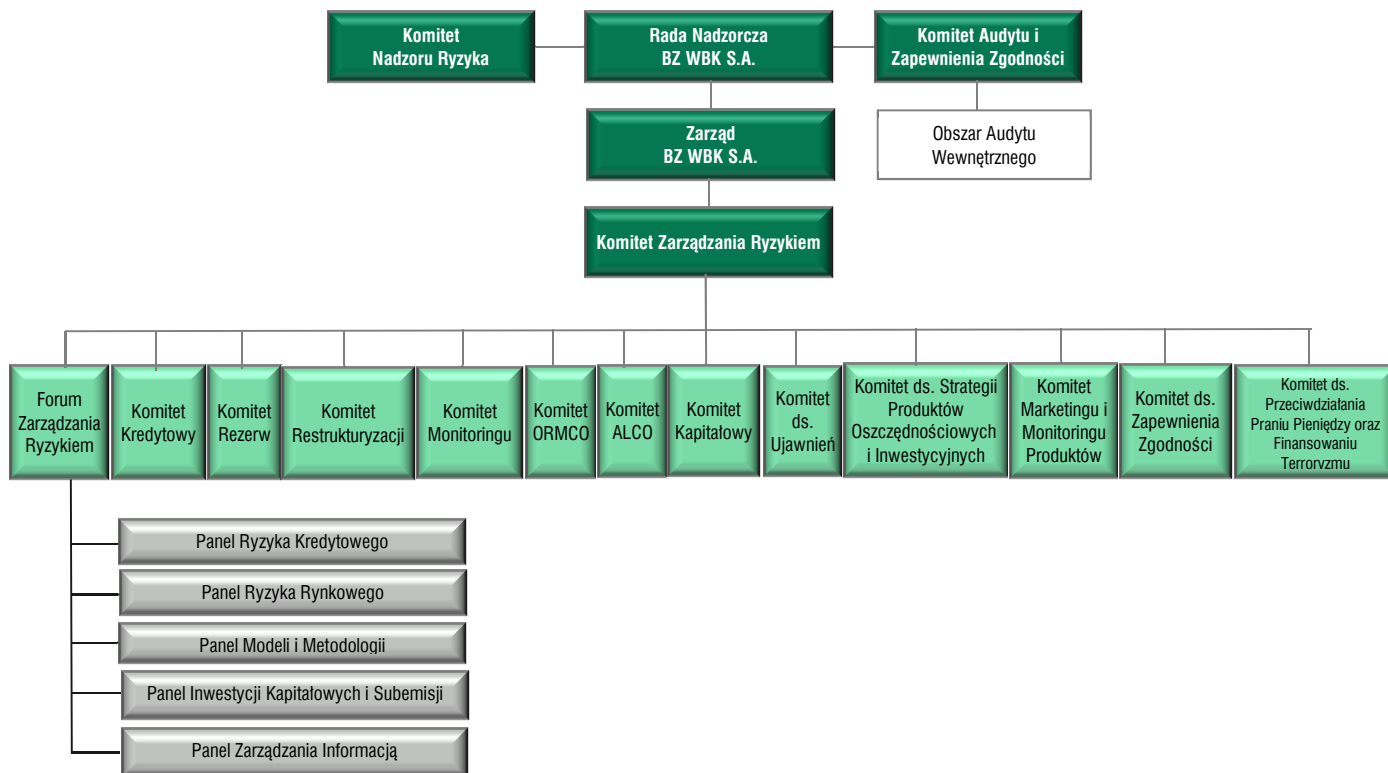 Komitet
Nadzoru Ryzyka
Rada Nadzorcza
BZ WBK S.A.
Komitet Audytu i
Zapewnienia Zgodności
Zarząd
BZ WBK S.A.
Obszar Audytu
Wewnętrznego
Komitet Zarządzania Ryzykiem
Forum
Zarządzania
Ryzykiem
Komitet
Kredytowy
Komitet
Rezerw
Komitet
Restrukturyzacji
Komitet
Monitoringu
Komitet
ORMCO
Komitet
ALCO
Komitet
Kapitałowy
Komitet
ds.
Ujawnień
Komitet ds. Strategii
Produktów
Oszczędnościowych
i Inwestycyjnych
Komitet
Marketingu i
Monitoringu
Produktów
Komitet ds.
Zapewnienia
Zgodności
Komitet ds.
Przeciwdziałania
Praniu Pieniędzy oraz
Finansowaniu
Terroryzmu
Panel Ryzyka Kredytowego
Panel Ryzyka Rynkowego
Panel Modeli i Metodologii
Panel Inwestycji Kapitałowych i Subemisji
Panel Zarządzania Informacją